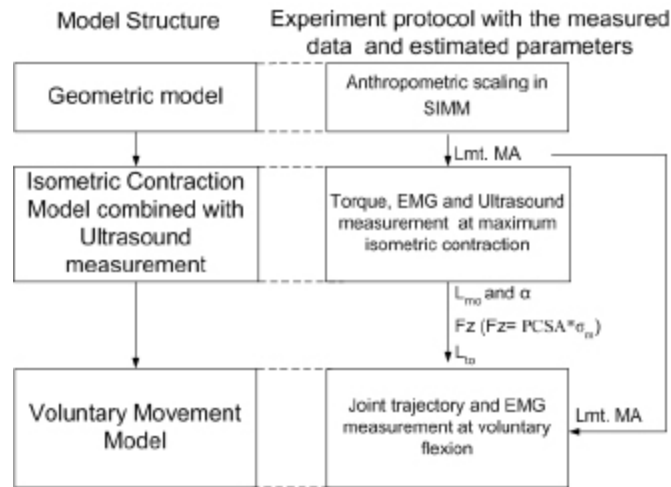 Model Structure
Experiment protocol with the measured
data and estimated parameters
Geometric model
Anthropometric scaling in
SIMM
Lmt. MA
Isometric Contraction
Model combined with
Ultrasound
measurement
Torque, EMG and Ultrasound
measurement at maximum
isometric contraction
Lmo and α
Fz (Fz= PCSA*σm)
Lto
Voluntary Movement
Model
Joint trajectory and EMG
measurement at voluntary
flexion
Lmt. MA